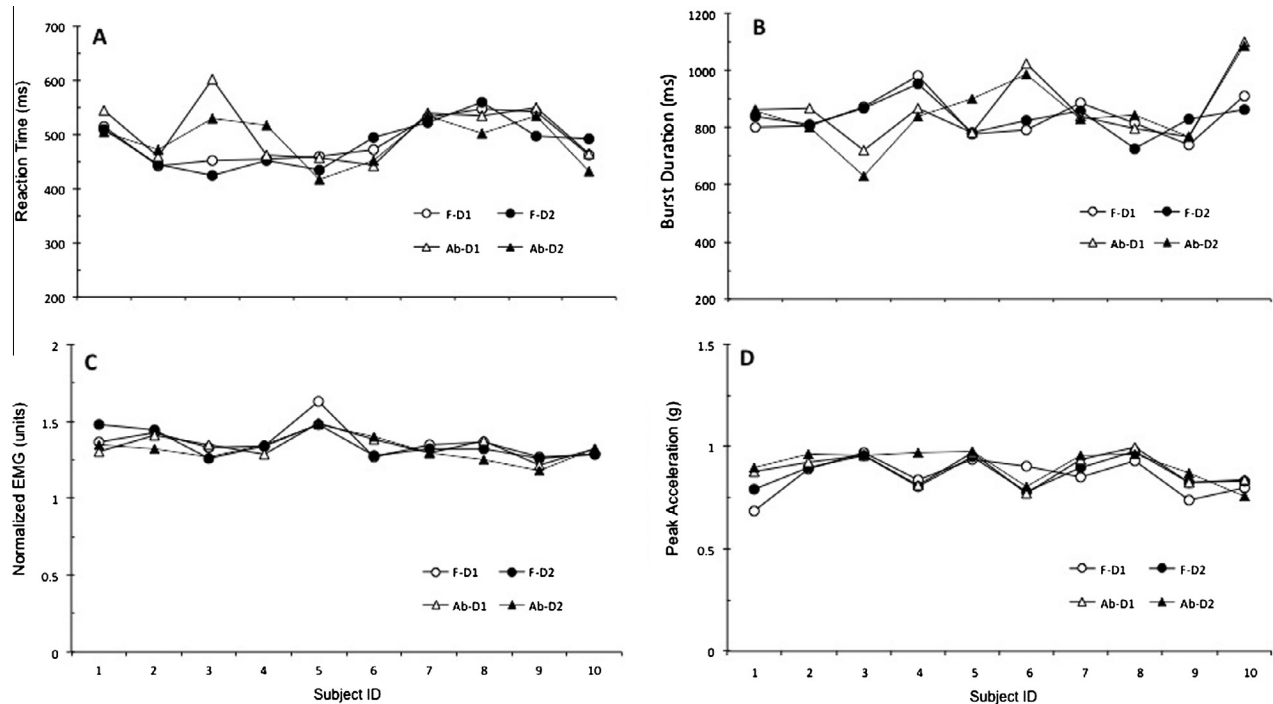 A
Reaction Time (ms)
700
600
500
400
300
200
F-D1 F-D2
Ab-D1 Ab-D2
B
Burst Duration (ms)
1200
1000
800
600
400
200
F-D1 F-D2
Ab-D1 Ab-D2
C
Normalized EMG (units)
2
1.5
1
0.5
0
F-D1 F-D2
Ab-D1 Ab-D2
1 2 3 4 5 6 7 8 9 10
Subject ID
D
Peak Acceleration (g)
1.5
1
0.5
0
F-D1 F-D2
Ab-D1 Ab-D2
1 2 3 4 5 6 7 8 9 10
Subject ID